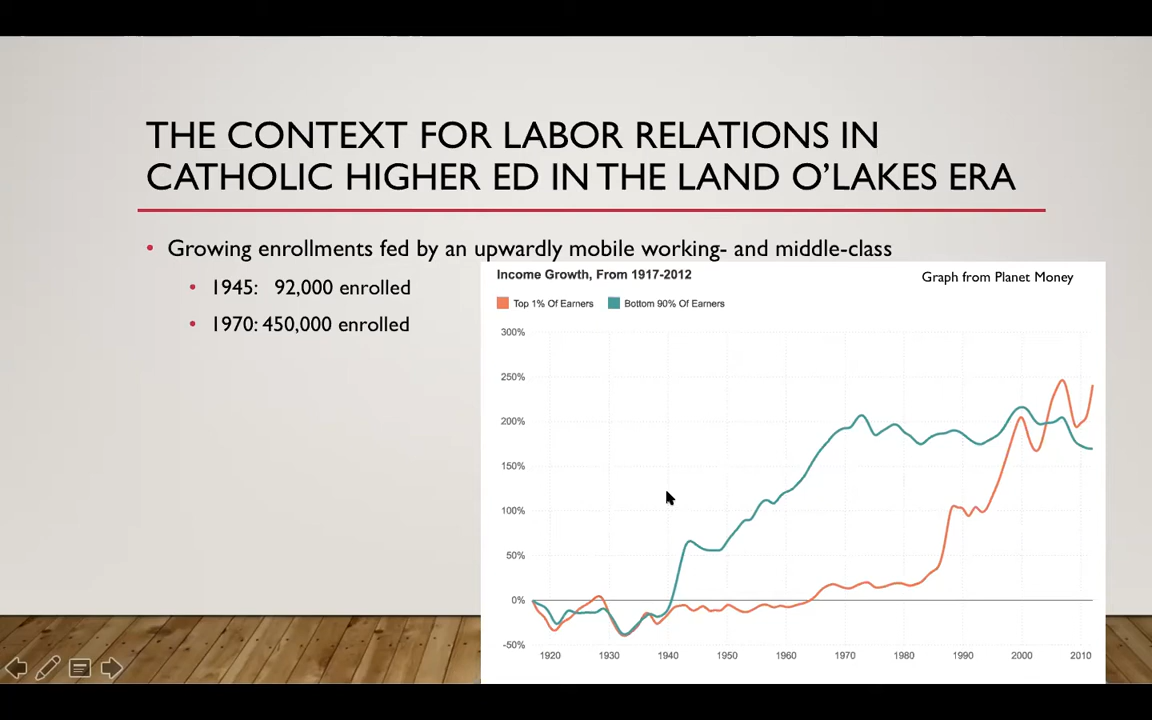 THE CONTEXT FOR LABOR RELATIONS IN
CATHOLIC HIGHER ED IN THE LAND O'LAKES ERA
• Growing enrollments fed by an upwardly mobile working- and middle-class
• 1945: 92,000 enrolled
• 1970: 450,000 enrolled
Income Growth, From 1917-2012
Graph from Planet Money
Top 1% Of Earners
Bottom 90% Of Earners
300%
250%
200%
150%
100%
50%
0%
-50%
1920 1930 1940 1950 1960 1970 1980 1990 2000 2010